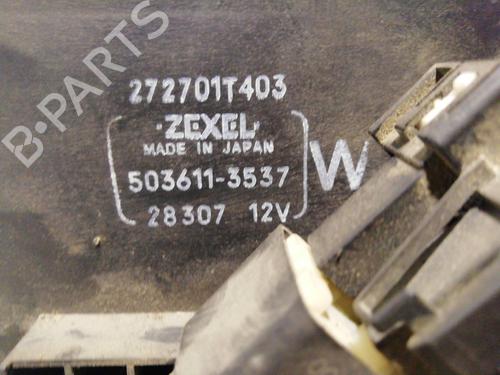 B-PARTS
272701T403
·ZEXEL·
MADE IN JAPAN
503611-3537
W
28307 12V